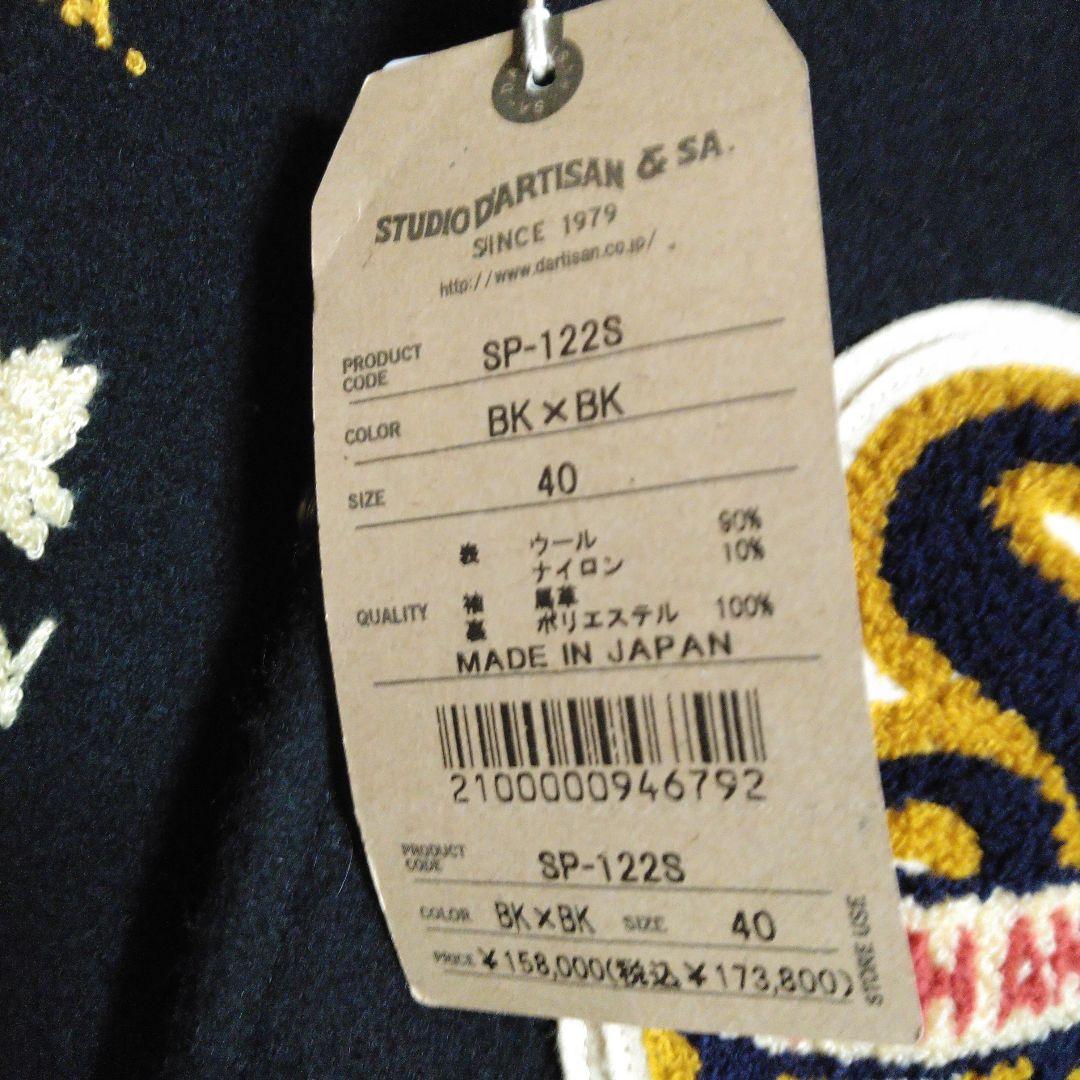 STUDIO D'ARTISAN & SA.
SINCE 1979
http://www.dartisan.co.jp/
PRODUCT CODE SP-122S
COLOR BK×BK
SIZE 40
表 ウール 90%
ナイロン 10%
QUALITY 袖 馬革
裏 ポリエステル 100%
MADE IN JAPAN
2100000946792
PRODUCT CODE SP-122S
COLOR BK×BK SIZE 40
PRICE ¥158,000(税込¥173,800)
STORE USE